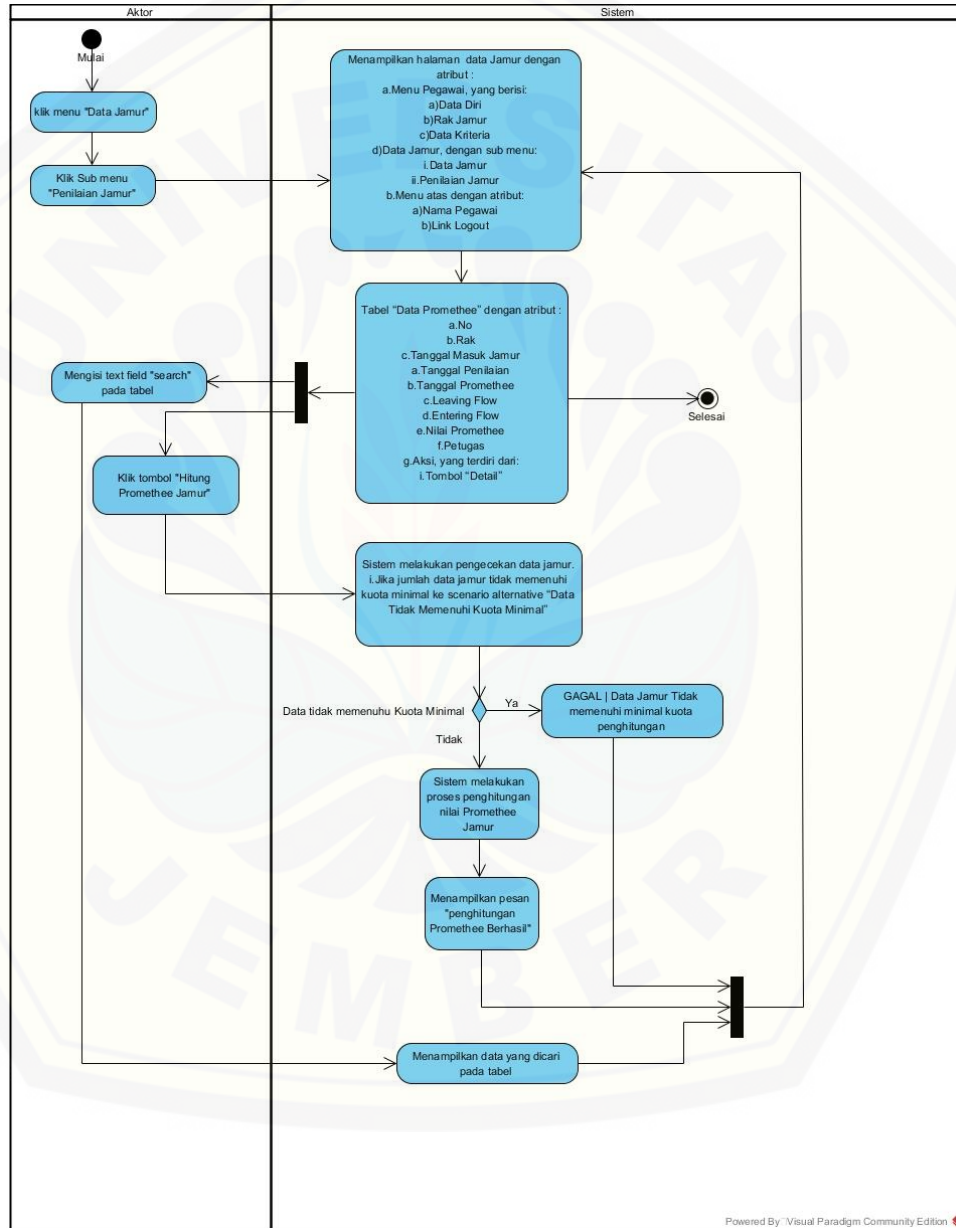 Aktor
Sistem
Mulai
klik menu "Data Jamur"
Klik Sub menu
"Penilaian Jamur"
Menampilkan halaman data Jamur dengan
atribut :
a.Menu Pegawai, yang berisi:
a)Data Diri
b)Rak Jamur
c)Data Kriteria
d)Data Jamur, dengan sub menu:
i.Data Jamur
ii.Penilaian Jamur
b.Menu atas dengan atribut:
a)Nama Pegawai
b)Link Logout
Tabel “Data Promethee” dengan atribut :
a.No
b.Rak
c.Tanggal Masuk Jamur
a.Tanggal Penilaian
b.Tanggal Promethee
c.Leaving Flow
d.Entering Flow
e.Nilai Promethee
f.Petugas
g.Aksi, yang terdiri dari:
i.Tombol “Detail”
Selesai
Mengisi text field "search"
pada tabel
Klik tombol "Hitung
Promethee Jamur"
Sistem melakukan pengecekan data jamur.
i.Jika jumlah data jamur tidak memenuhi
kuota minimal ke scenario alternative “Data
Tidak Memenuhi Kuota Minimal”
Data tidak memenuhu Kuota Minimal
Ya
GAGAL | Data Jamur Tidak
memenuhi minimal kuota
penghitungan
Tidak
Sistem melakukan
proses penghitungan
nilai Promethee
Jamur
Menampilkan pesan
"penghitungan
Promethee Berhasil"
Menampilkan data yang dicari
pada tabel
UNIVERSITAS
JEMBER
Powered By Visual Paradigm Community Edition